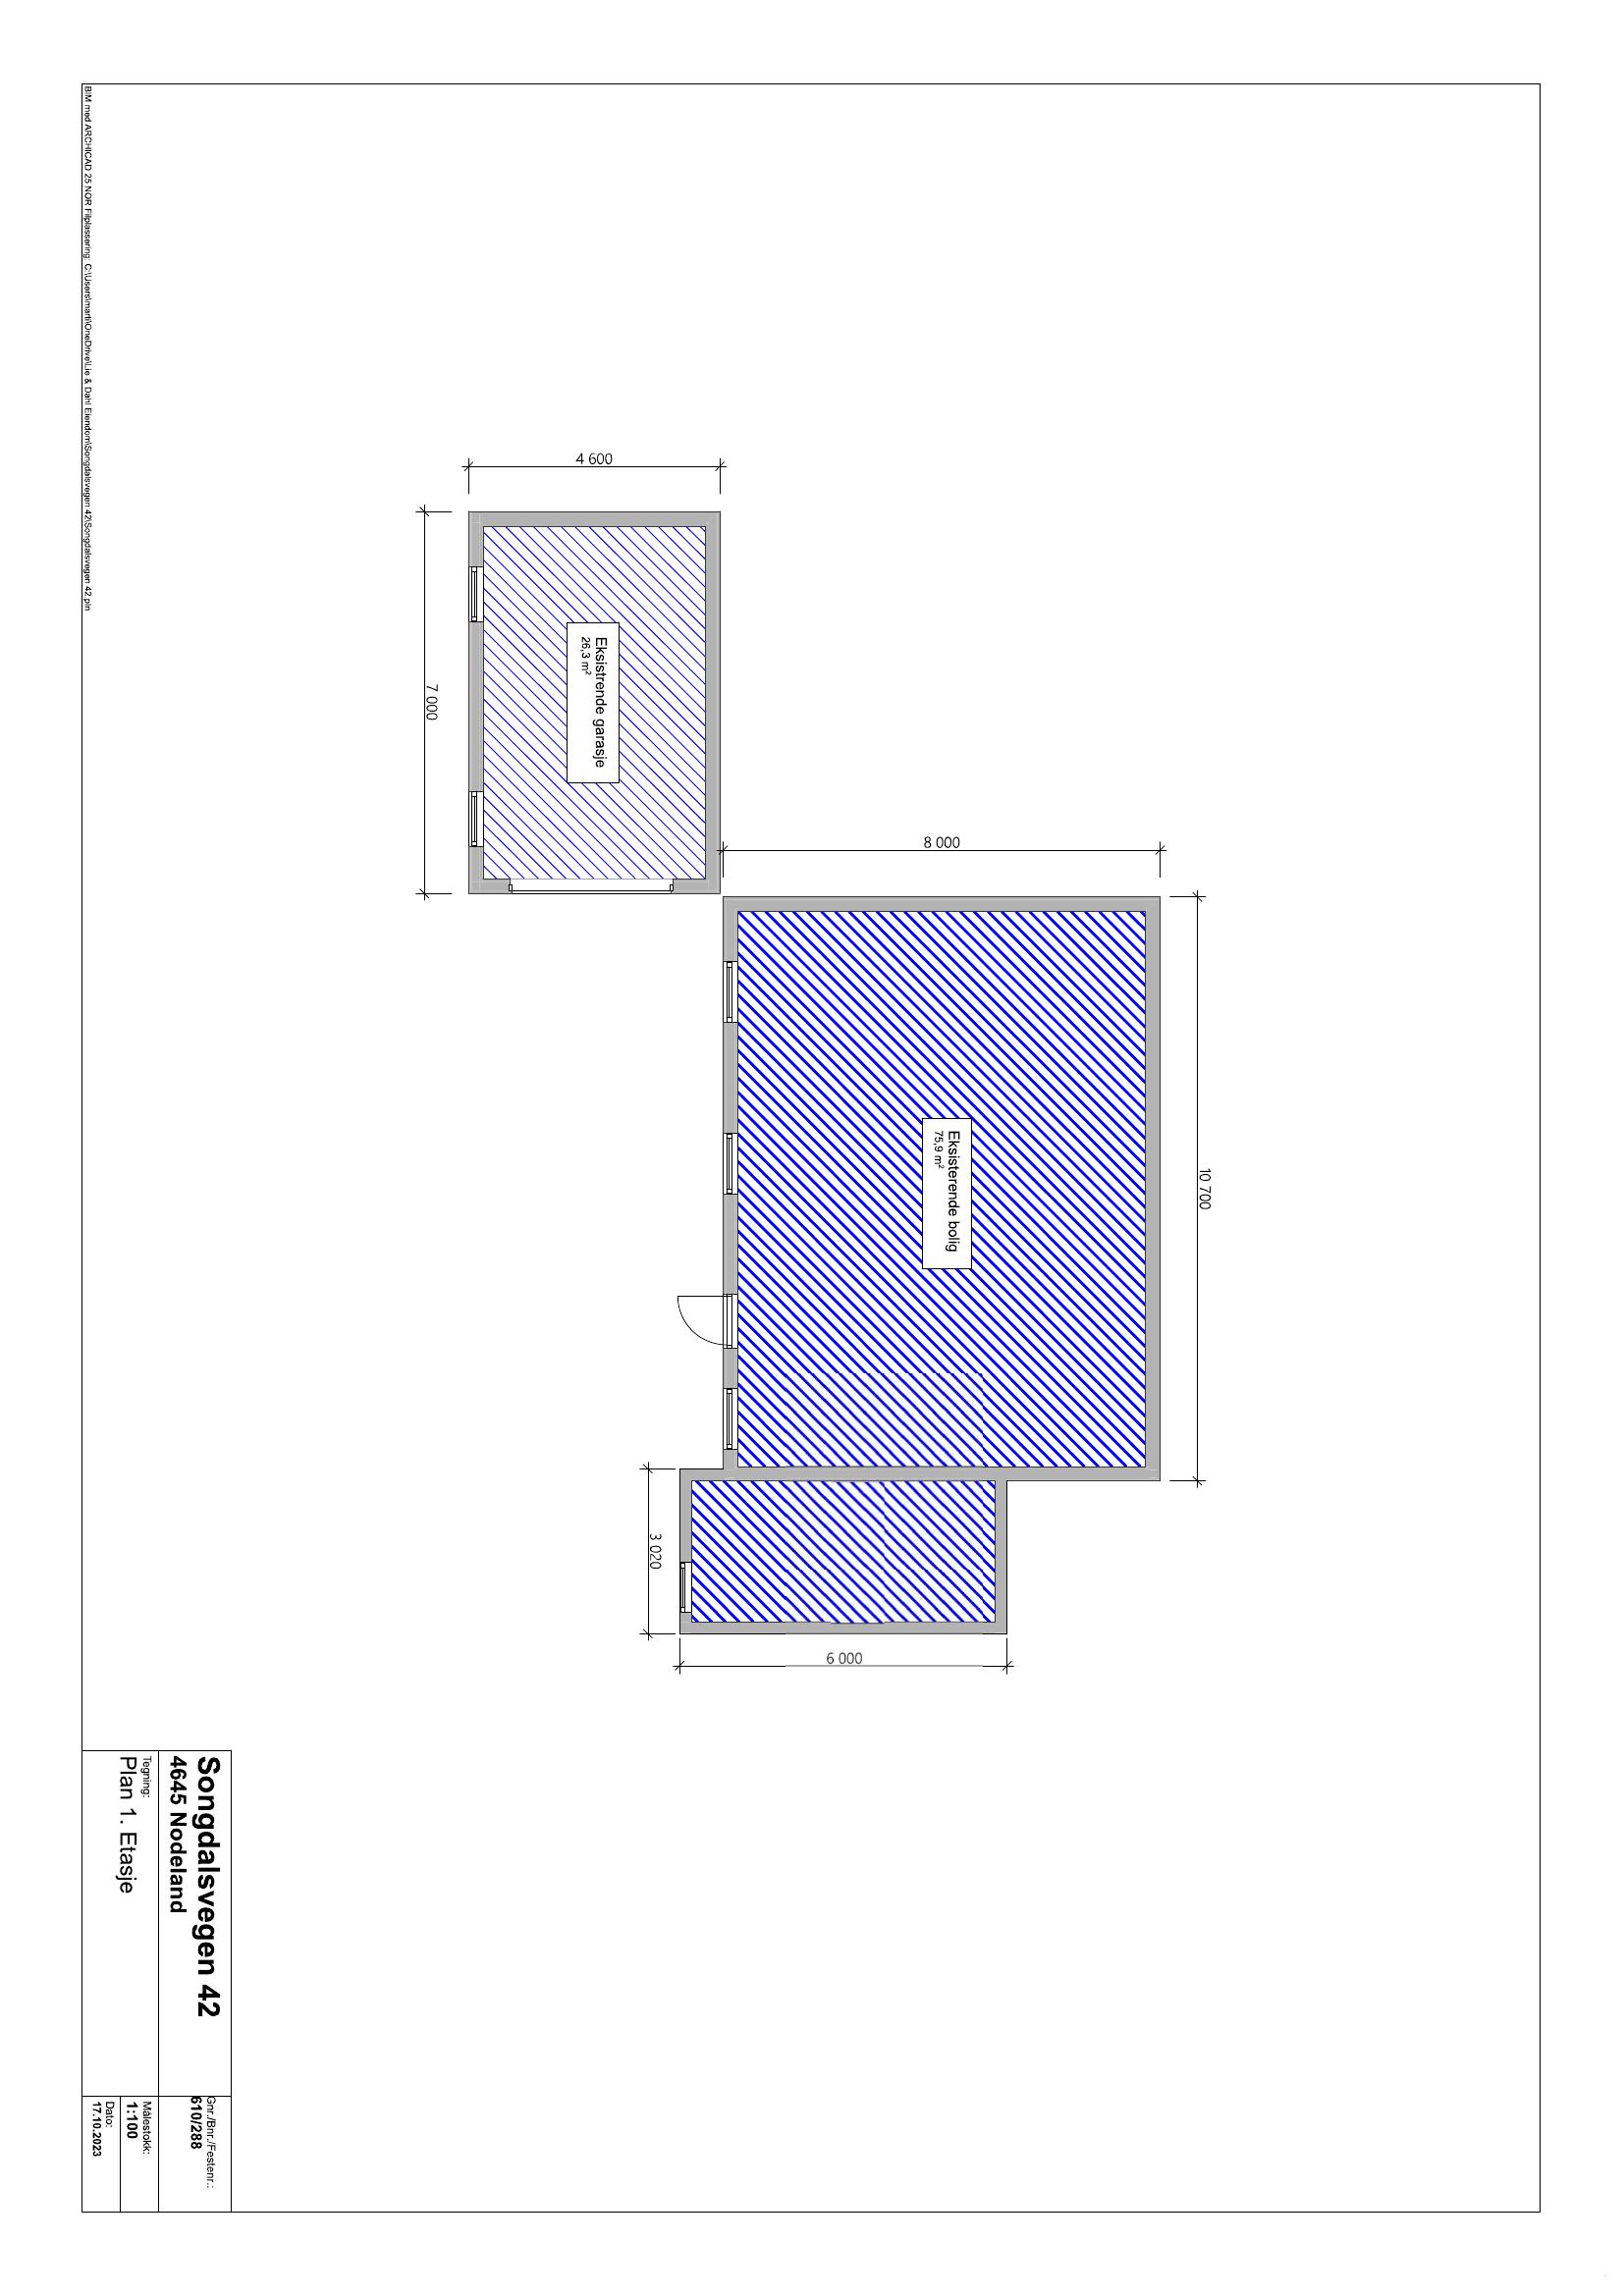 BIM med ARCHICAD 25 NOR Filplassering: C:\Users\marti\OneDrive\Lie & Dahl Eiendom\Songdalsvegen 42\Songdalsvegen 42.pln
4 600
7 000
Eksistrende garasje
26,3 m²
8 000
10 700
Eksisterende bolig
75,9 m²
3 020
6 000
Songdalsvegen 42
4645 Nodeland
Tegning:
Plan 1. Etasje
Gnr./Bnr./Festenr.:
610/288
Målestokk:
1:100
Dato:
17.10.2023